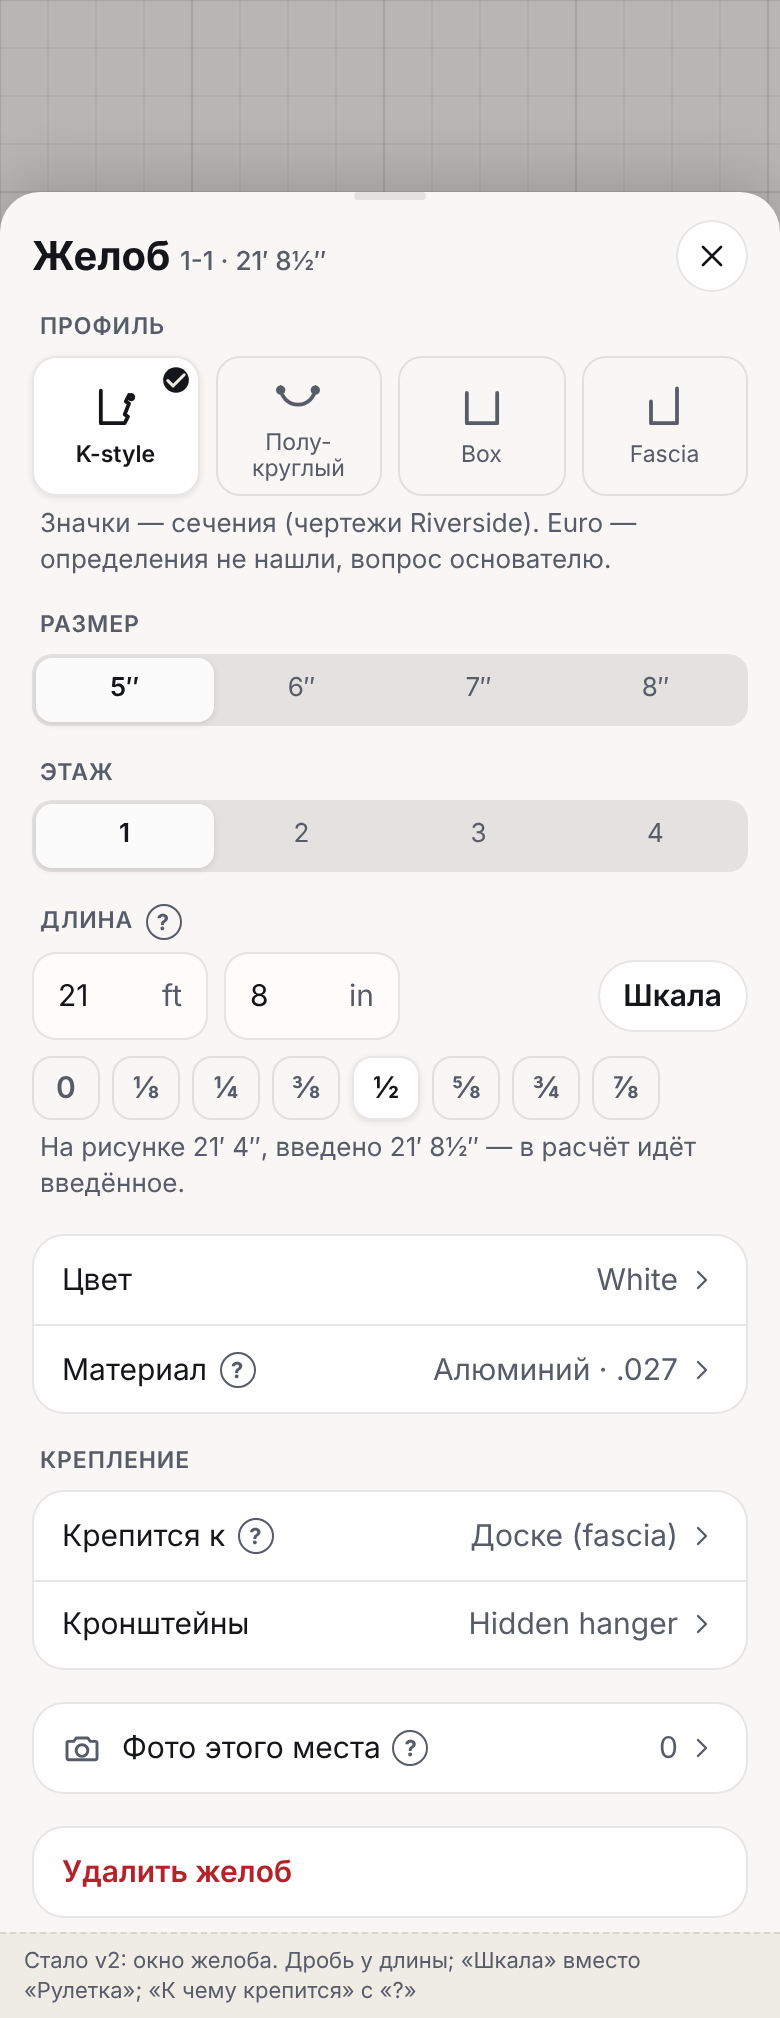 Желоб 1-1 · 21′ 8½″
ПРОФИЛЬ
K-style
Полу-
круглый
Box
Fascia
Значки — сечения (чертежи Riverside). Euro —
определения не нашли, вопрос основателю.
РАЗМЕР
5″ 6″ 7″ 8″
ЭТАЖ
1 2 3 4
ДЛИНА ?
21 ft 8 in Шкала
0 ⅛ ¼ ⅜ ½ ⅝ ¾ ⅞
На рисунке 21′ 4″, введено 21′ 8½″ — в расчёт идёт
введённое.
Цвет White
Материал ? Алюминий · .027
КРЕПЛЕНИЕ
Крепится к ? Доске (fascia)
Кронштейны Hidden hanger
Фото этого места ? 0
Удалить желоб
Стало v2: окно желоба. Дробь у длины; «Шкала» вместо
«Рулетка»; «К чему крепится» с «?»